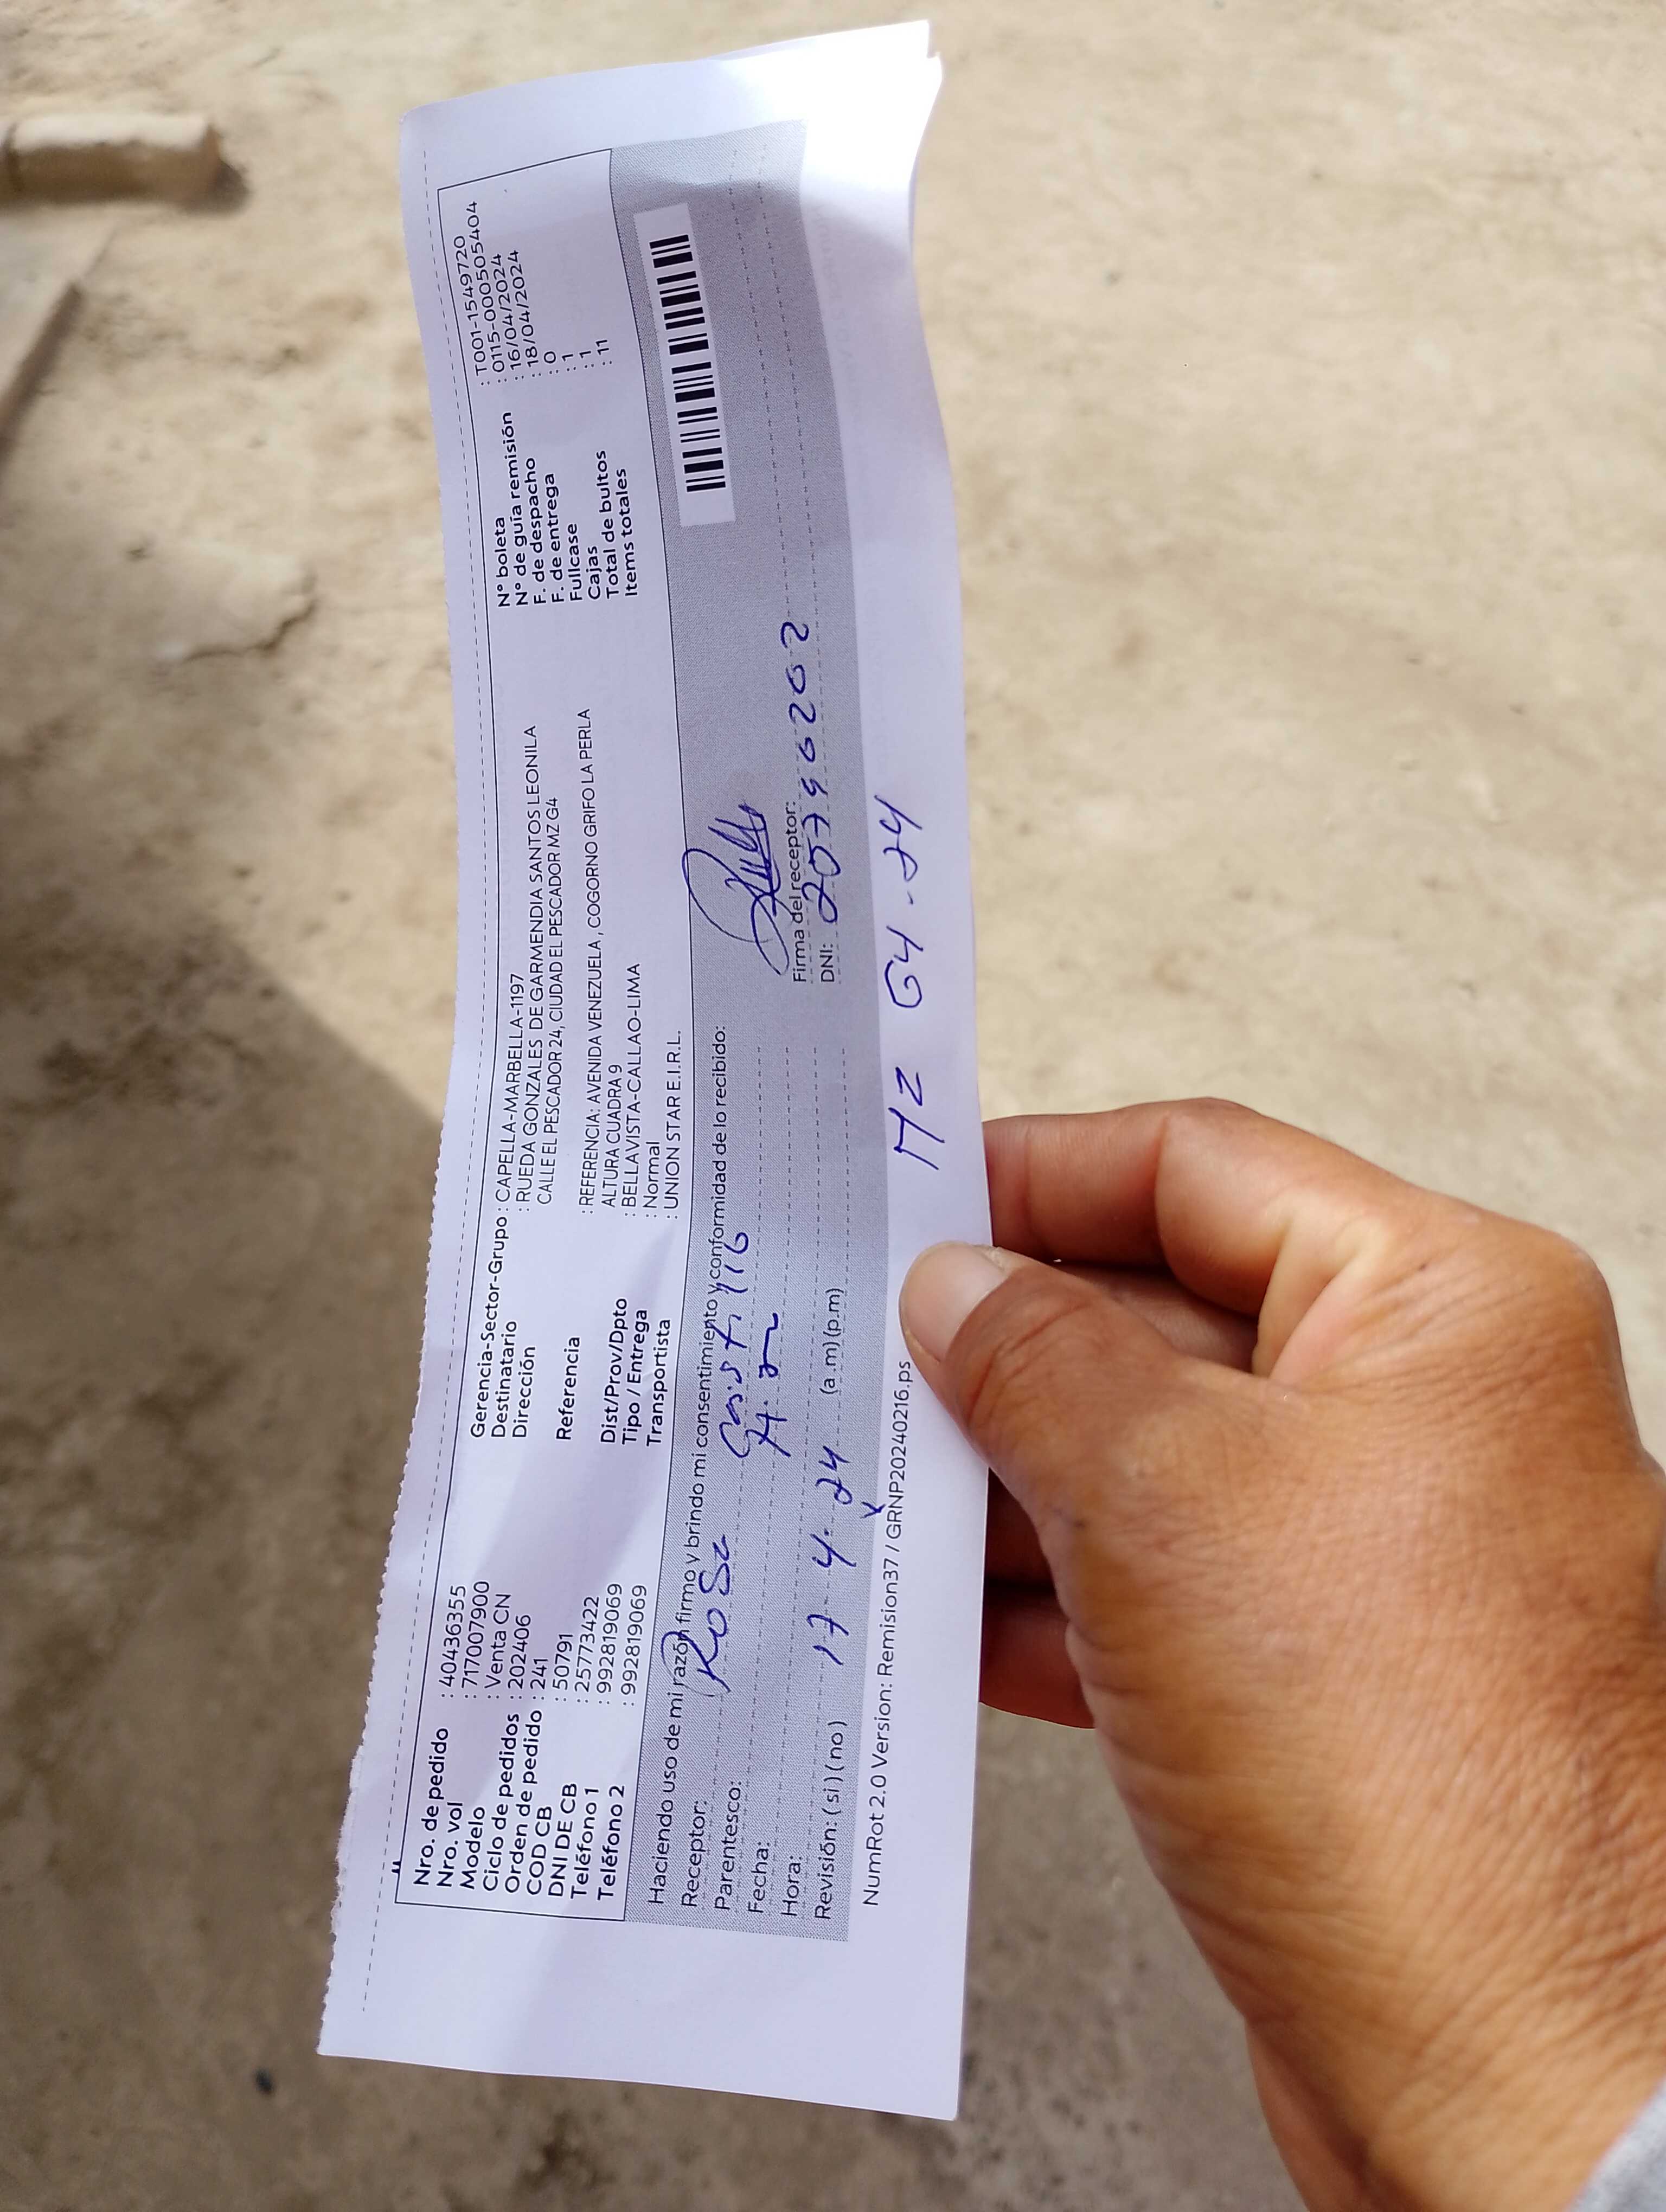 Nro. de pedido : 40436355
Nro. vol : 717007900
Modelo : Venta CN
Ciclo de pedidos : 202406
Orden de pedido : 241
COD CB : 50791
DNI DE CB : 25773422
Teléfono 1 : 992819069
Teléfono 2 : 992819069
Gerencia-Sector-Grupo : CAPELLA-MARBELLA-1197
Destinatario : RUEDA GONZALES DE GARMENDIA SANTOS LEONILA
Dirección CALLE EL PESCADOR 24, CIUDAD EL PESCADOR MZ G4
Referencia : REFERENCIA: AVENIDA VENEZUELA , COGORNO GRIFO LA PERLA
ALTURA CUADRA 9
Dist/Prov/Dpto : BELLAVISTA-CALLAO-LIMA
Tipo / Entrega : Normal
Transportista : UNION STAR E.I.R.L.
N° boleta : T001-1549720
N° de guía remisión : 0115-0000505404
F. de despacho : 16/04/2024
F. de entrega : 18/04/2024
Fullcase : 0
Cajas : 1
Total de bultos : 1
Items totales : 11
Haciendo uso de mi razón firmo y brindo mi consentimiento y conformidad de lo recibido:
Receptor: Rosa
Parentesco:
Fecha:
Hora: 17 4. 24
Revisión: ( si ) ( no ) (a .m) (p.m)
Firma del receptor:
DNI:
NumRot 2.0 Version: Remision37 / GRNP20240216.ps
MZ G4 - 24